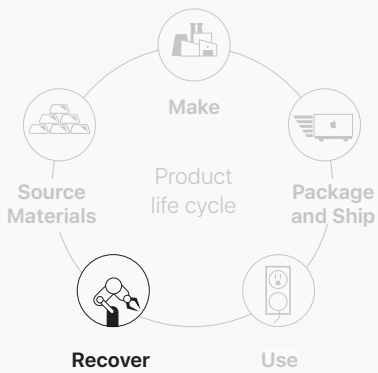 Make
Source
Materials
Product
life cycle
Package
and Ship
Recover
Use